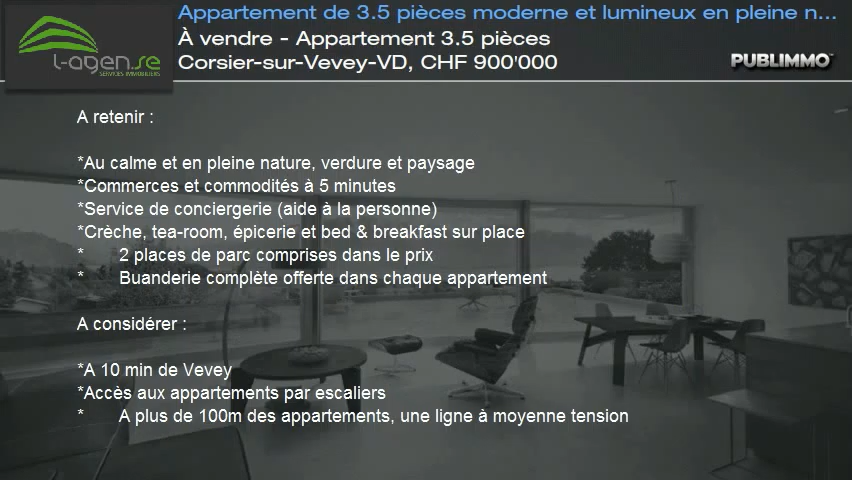 Appartement de 3.5 pièces moderne et lumineux en pleine n...
À vendre - Appartement 3.5 pièces
Corsier-sur-Vevey-VD, CHF 900'000
l-agen.se
SERVICES IMMOBILIERS
PUBLIMMO
A retenir :
*Au calme et en pleine nature, verdure et paysage
*Commerces et commodités à 5 minutes
*Service de conciergerie (aide à la personne)
*Crèche, tea-room, épicerie et bed & breakfast sur place
* 2 places de parc comprises dans le prix
* Buanderie complète offerte dans chaque appartement
A considérer :
*A 10 min de Vevey
*Accès aux appartements par escaliers
* A plus de 100m des appartements, une ligne à moyenne tension